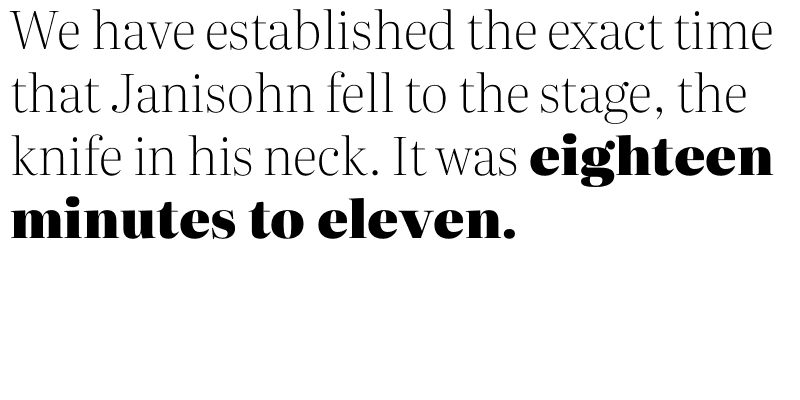 We have established the exact time
that Janisohn fell to the stage, the
knife in his neck. It was eighteen
minutes to eleven.